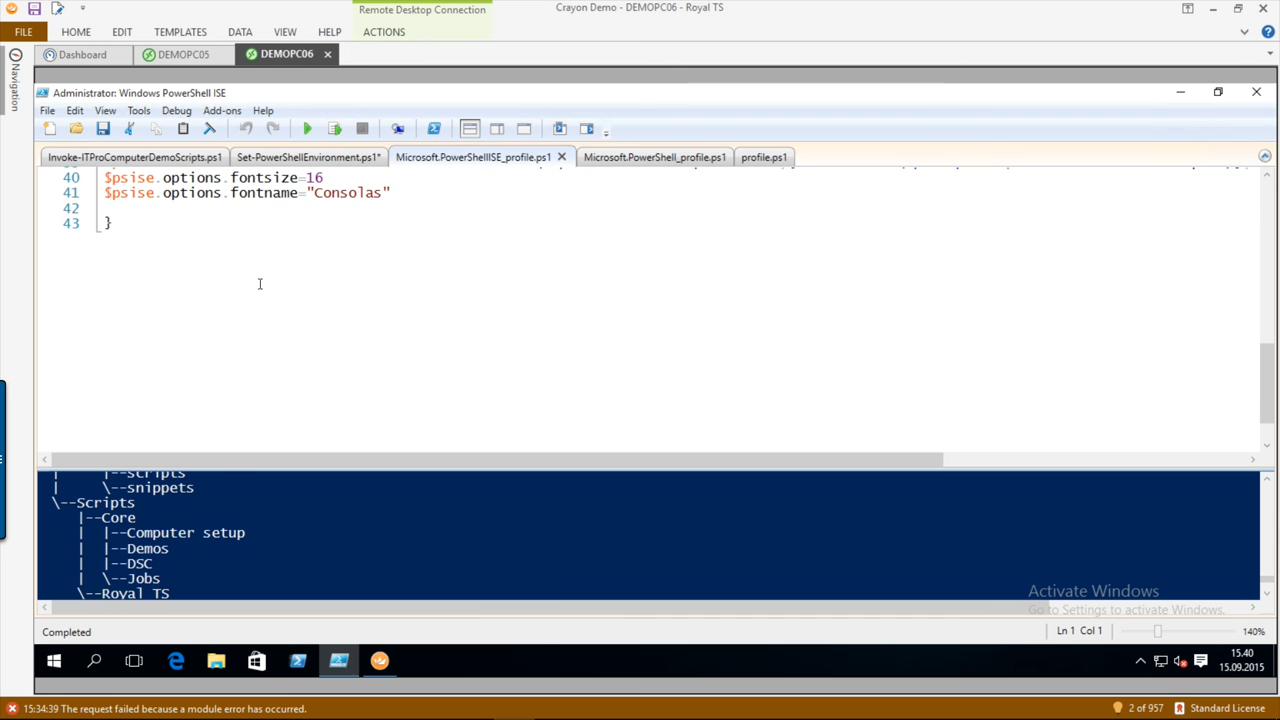 Remote Desktop Connection
Crayon Demo - DEMOPC06 - Royal TS
FILE HOME EDIT TEMPLATES DATA VIEW HELP ACTIONS
Navigation
Dashboard DEMOPC05 DEMOPC06
Administrator: Windows PowerShell ISE
File Edit View Tools Debug Add-ons Help
Invoke-ITProComputerDemoScripts.ps1 Set-PowerShellEnvironment.ps1* Microsoft.PowerShellISE_profile.ps1 Microsoft.PowerShell_profile.ps1 profile.ps1
40 $psise.options.fontsize=16
41 $psise.options.fontname="Consolas"
42
43 }
| |--scripts
| \--snippets
\--Scripts
|--Core
| |--Computer setup
| |--Demos
| |--DSC
| \--Jobs
\--Royal TS
Activate Windows
Go to Settings to activate Windows.
Completed
Ln 1 Col 1
140%
15.40
15.09.2015
15:34:39 The request failed because a module error has occurred.
2 of 957
Standard License